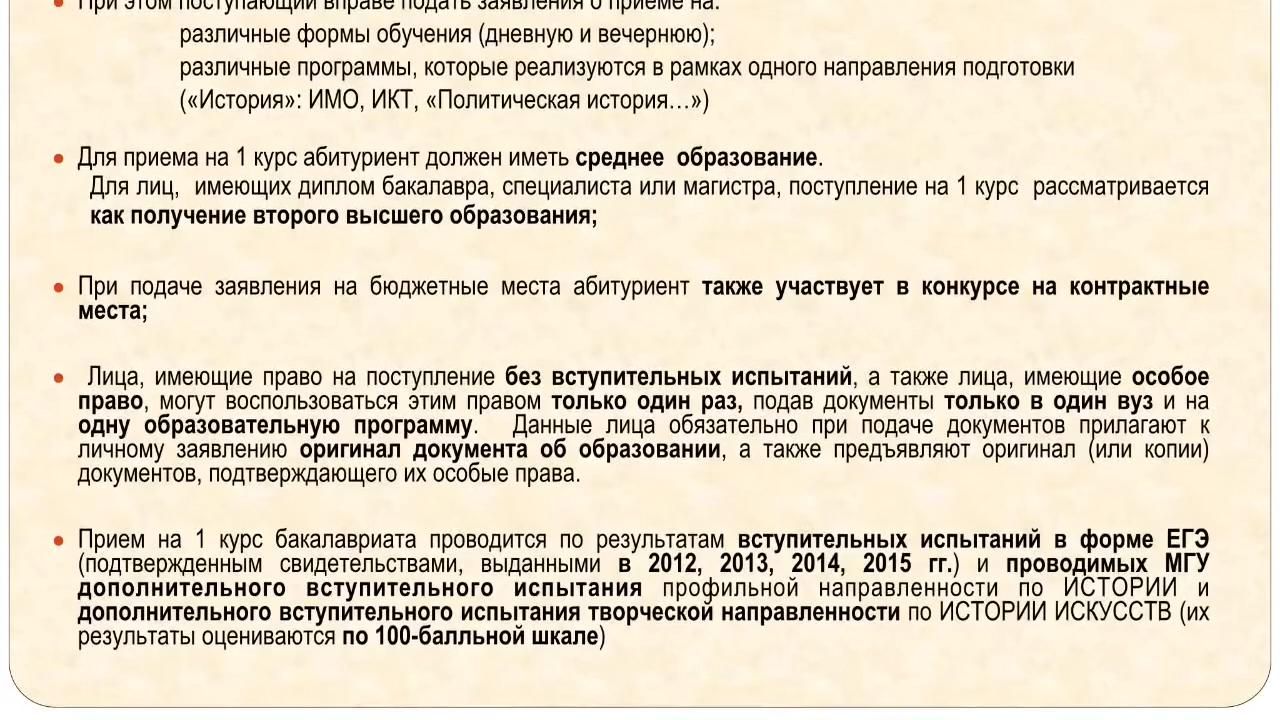 • При этом поступающий вправе подать заявления о приеме на:
различные формы обучения (дневную и вечернюю);
различные программы, которые реализуются в рамках одного направления подготовки
(«История»: ИМО, ИКТ, «Политическая история…»)
• Для приема на 1 курс абитуриент должен иметь среднее образование.
Для лиц, имеющих диплом бакалавра, специалиста или магистра, поступление на 1 курс рассматривается
как получение второго высшего образования;
• При подаче заявления на бюджетные места абитуриент также участвует в конкурсе на контрактные
места;
• Лица, имеющие право на поступление без вступительных испытаний, а также лица, имеющие особое
право, могут воспользоваться этим правом только один раз, подав документы только в один вуз и на
одну образовательную программу. Данные лица обязательно при подаче документов прилагают к
личному заявлению оригинал документа об образовании, а также предъявляют оригинал (или копии)
документов, подтверждающего их особые права.
• Прием на 1 курс бакалавриата проводится по результатам вступительных испытаний в форме ЕГЭ
(подтвержденным свидетельствами, выданными в 2012, 2013, 2014, 2015 гг.) и проводимых МГУ
дополнительного вступительного испытания профильной направленности по ИСТОРИИ и
дополнительного вступительного испытания творческой направленности по ИСТОРИИ ИСКУССТВ (их
результаты оцениваются по 100-балльной шкале)